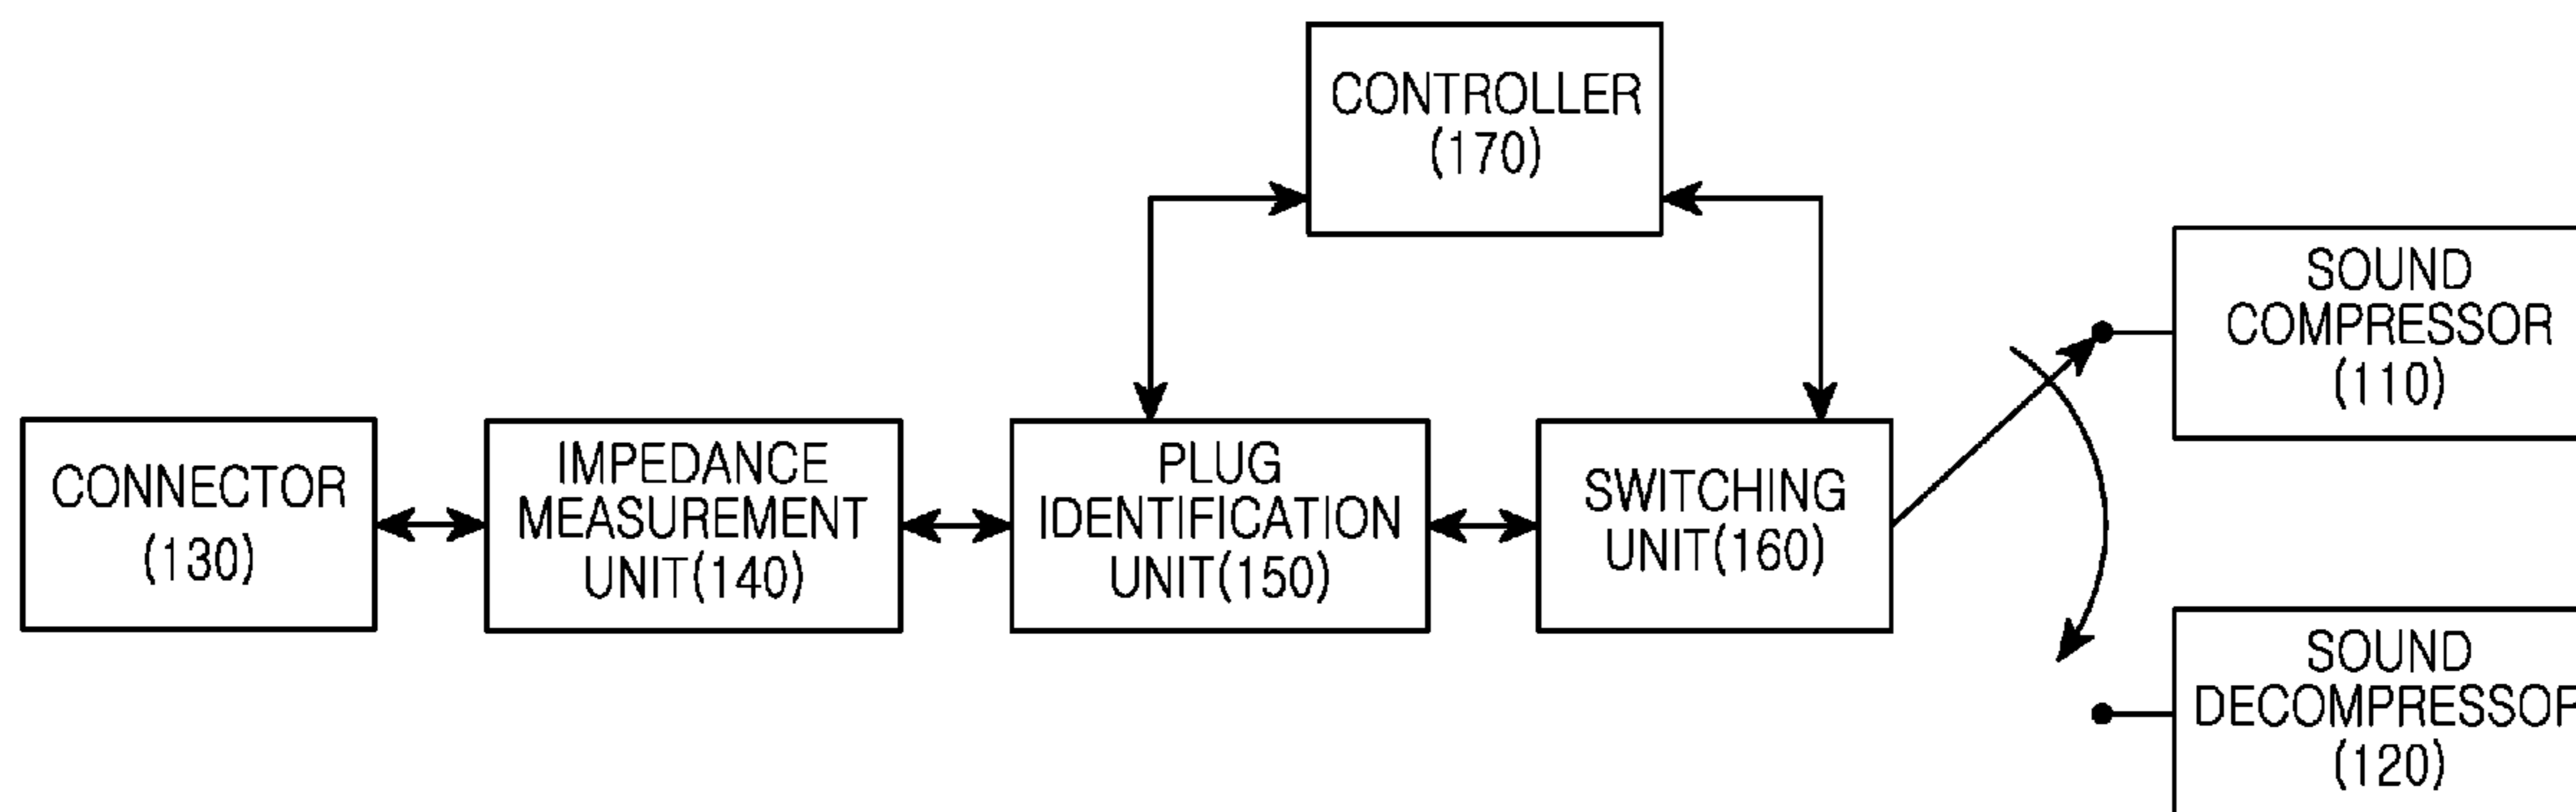 CONTROLLER
(170)
SOUND
COMPRESSOR
(110)
CONNECTOR
(130)
IMPEDANCE
MEASUREMENT
UNIT(140)
PLUG
IDENTIFICATION
UNIT(150)
SWITCHING
UNIT(160)
SOUND
DECOMPRESSOR
(120)